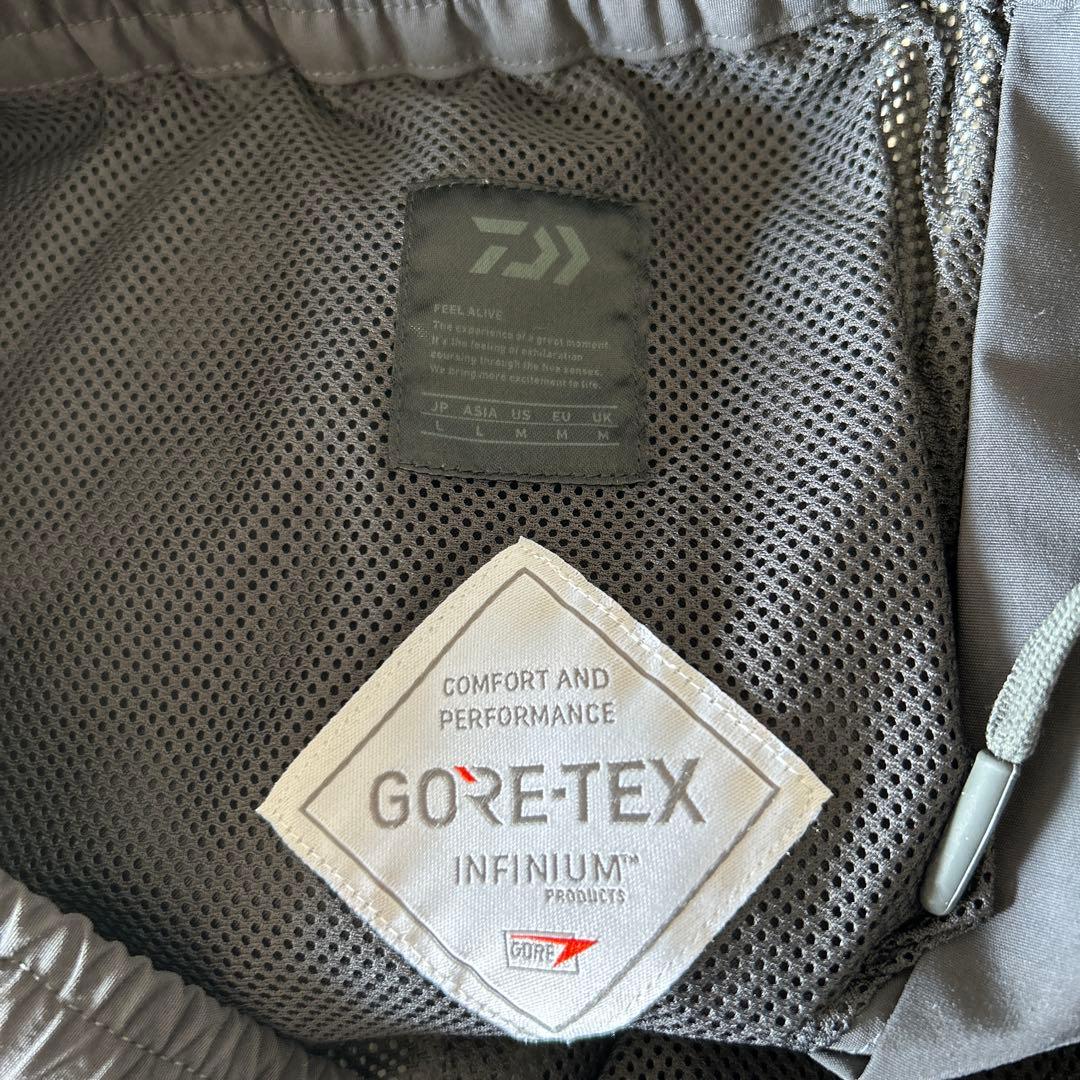 FEEL ALIVE
The experience of a great moment.
It's the feeling of exhilaration
coursing through the five senses.
We bring more excitement to life.
JP ASIA US EU UK
L L M M M
COMFORT AND
PERFORMANCE
GORE-TEX
INFINIUM™
PRODUCTS
GORE